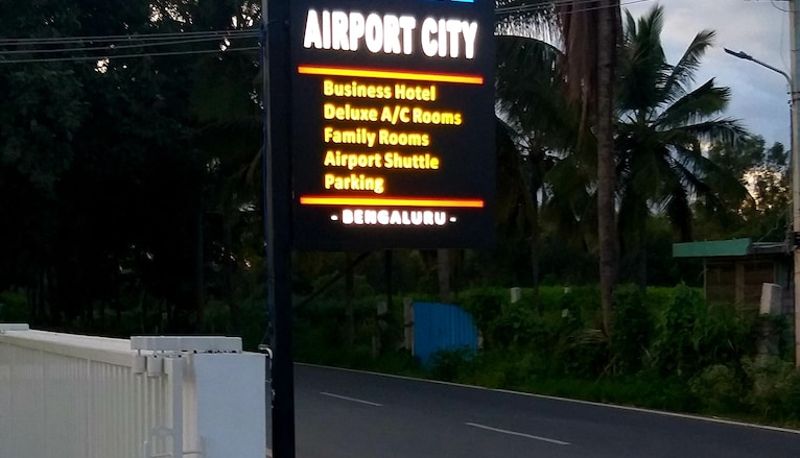 AIRPORT CITY
Business Hotel
Deluxe A/C Rooms
Family Rooms
Airport Shuttle
Parking
- BENGALURU -